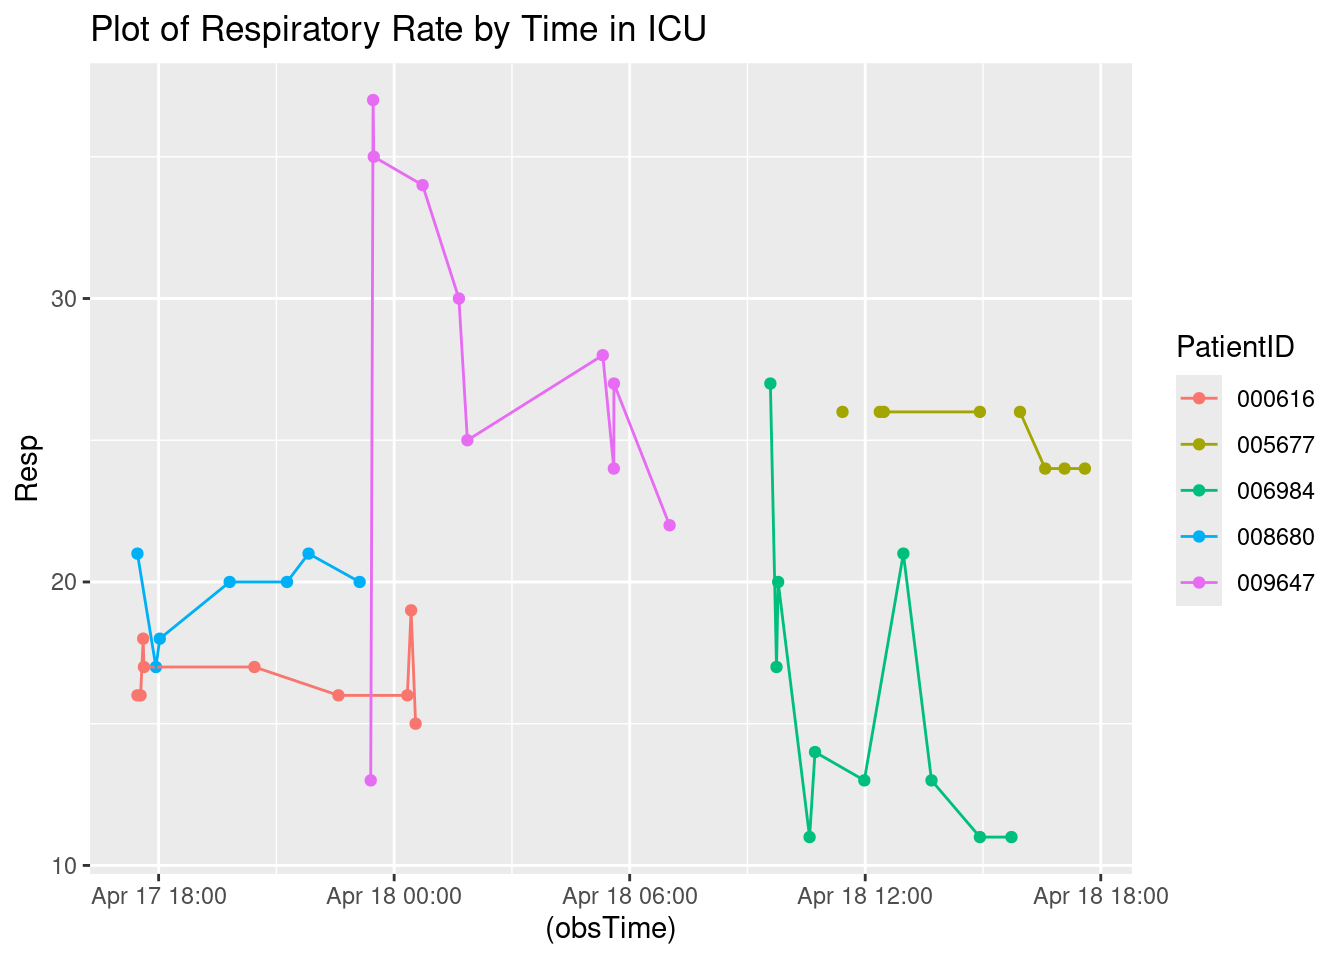 Plot of Respiratory Rate by Time in ICU
Resp
30
20
10
Apr 17 18:00
Apr 18 00:00
Apr 18 06:00
Apr 18 12:00
Apr 18 18:00
(obsTime)
PatientID
000616
005677
006984
008680
009647